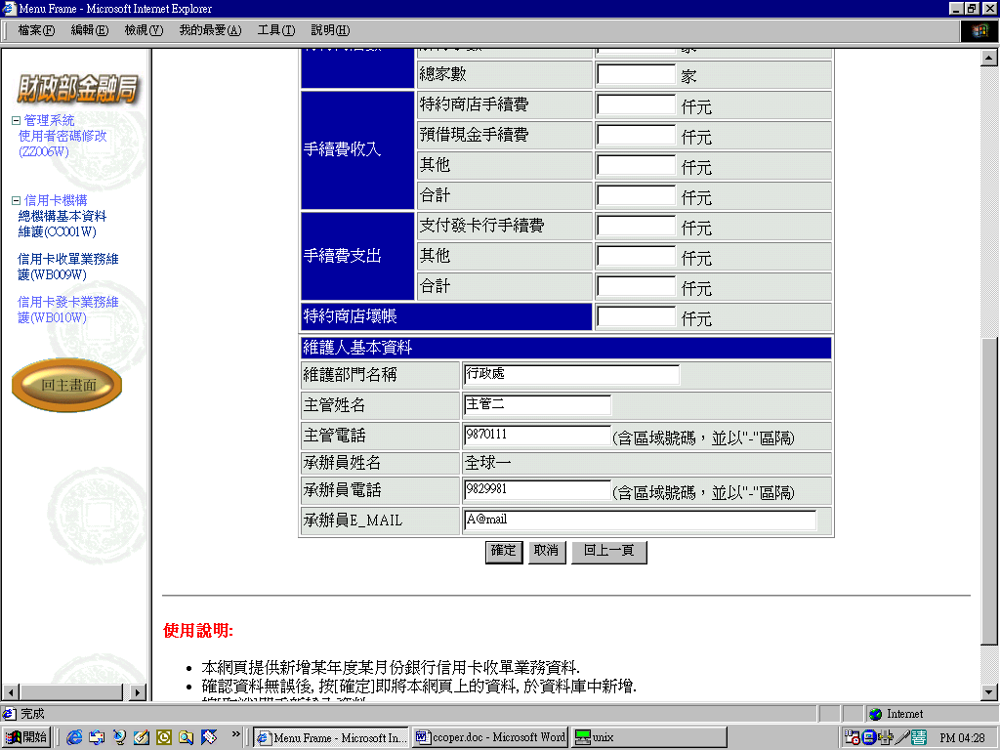 Menu Frame - Microsoft Internet Explorer
檔案(F) 編輯(E) 檢視(V) 我的最愛(A) 工具(T) 說明(H)
財政部金融局
管理系統
使用者密碼修改
(ZZ006W)
信用卡機構
總機構基本資料
維護(CC001W)
信用卡收單業務維
護(WB009W)
信用卡發卡業務維
護(WB010W)
回主畫面
家
總家數 家
手續費收入
特約商店手續費 仟元
預借現金手續費 仟元
其他 仟元
合計 仟元
手續費支出
支付發卡行手續費 仟元
其他 仟元
合計 仟元
特約商店壞帳 仟元
維護人基本資料
維護部門名稱 行政處
主管姓名 主管二
主管電話 9870111 (含區域號碼，並以"-"區隔)
承辦員姓名 全球一
承辦員電話 9829981 (含區域號碼，並以"-"區隔)
承辦員E_MAIL A@mail
確定 取消 回上一頁
使用說明:
• 本網頁提供新增某年度某月份銀行信用卡收單業務資料.
• 確認資料無誤後, 按[確定]即將本網頁上的資料, 於資料庫中新增.
完成 Internet
開始 Menu Frame - Microsoft In... ccoper.doc - Microsoft Word unix PM 04:28